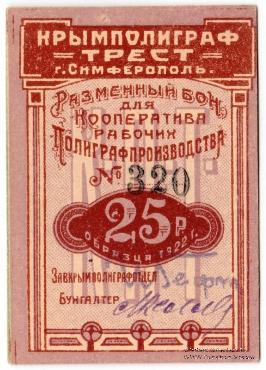 КРЫМПОЛИГРАФ
ТРЕСТ
г. Симферополь.
Разменный бон
для
Кооператива
рабочих
Полиграфпроизводства
№ 320
25 р.
образца 1922 г.
Завкрымполиграфотдел
Бухгалтер